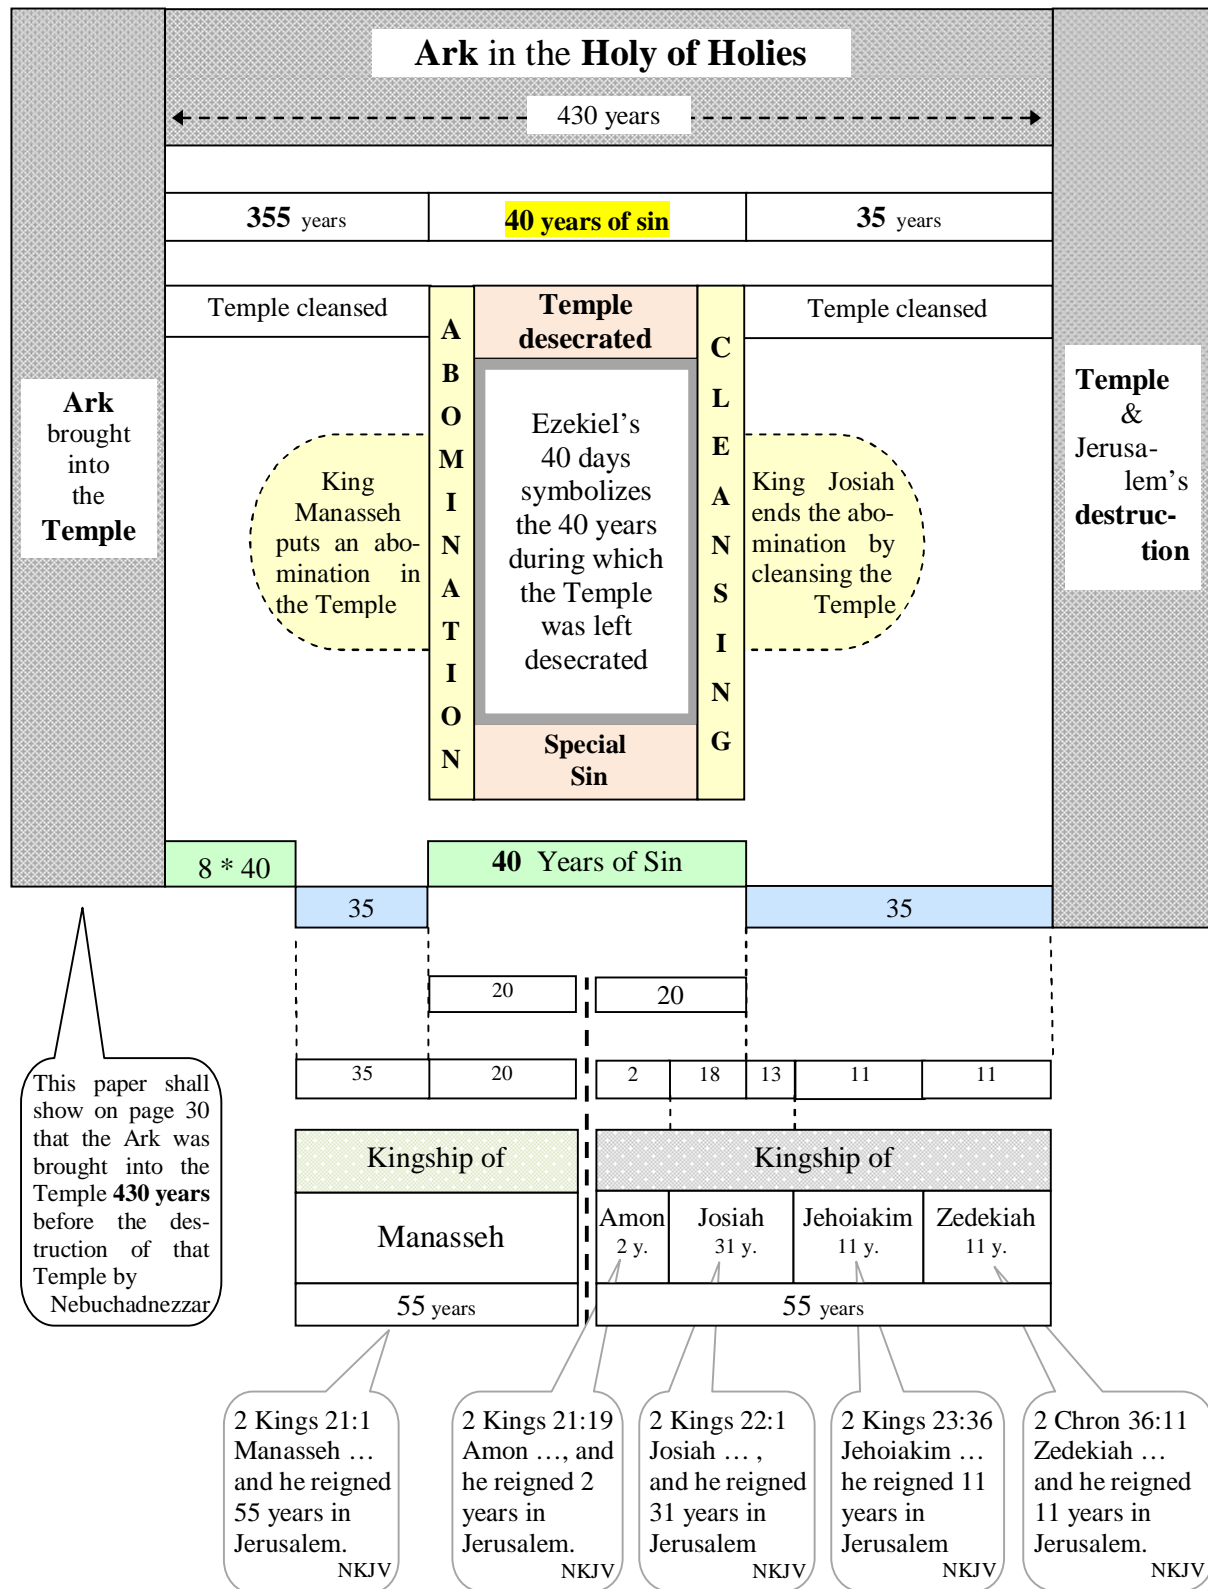 Ark in the Holy of Holies
430 years
355 years
40 years of sin
35 years
Temple cleansed
Temple
desecrated
Temple cleansed
A
B
O
M
I
N
A
T
I
O
N
C
L
E
A
N
S
I
N
G
Ark
brought
into
the
Temple
King
Manasseh
puts an abo-
mination in
the Temple
Ezekiel’s
40 days
symbolizes
the 40 years
during which
the Temple
was left
desecrated
King Josiah
ends the abo-
mination by
cleansing the
Temple
Temple
&
Jerusa-
lem’s
destruc-
tion
Special
Sin
8 * 40
40 Years of Sin
35
35
20
20
35
20
2
18
13
11
11
This paper shall
show on page 30
that the Ark was
brought into the
Temple 430 years
before the des-
truction of that
Temple by
Nebuchadnezzar
Kingship of
Kingship of
Manasseh
Amon
2 y.
Josiah
31 y.
Jehoiakim
11 y.
Zedekiah
11 y.
55 years
55 years
2 Kings 21:1
Manasseh …
and he reigned
55 years in
Jerusalem.
NKJV
2 Kings 21:19
Amon …, and
he reigned 2
years in
Jerusalem.
NKJV
2 Kings 22:1
Josiah … ,
and he reigned
31 years in
Jerusalem
NKJV
2 Kings 23:36
Jehoiakim …
he reigned 11
years in
Jerusalem
NKJV
2 Chron 36:11
Zedekiah …
and he reigned
11 years in
Jerusalem.
NKJV